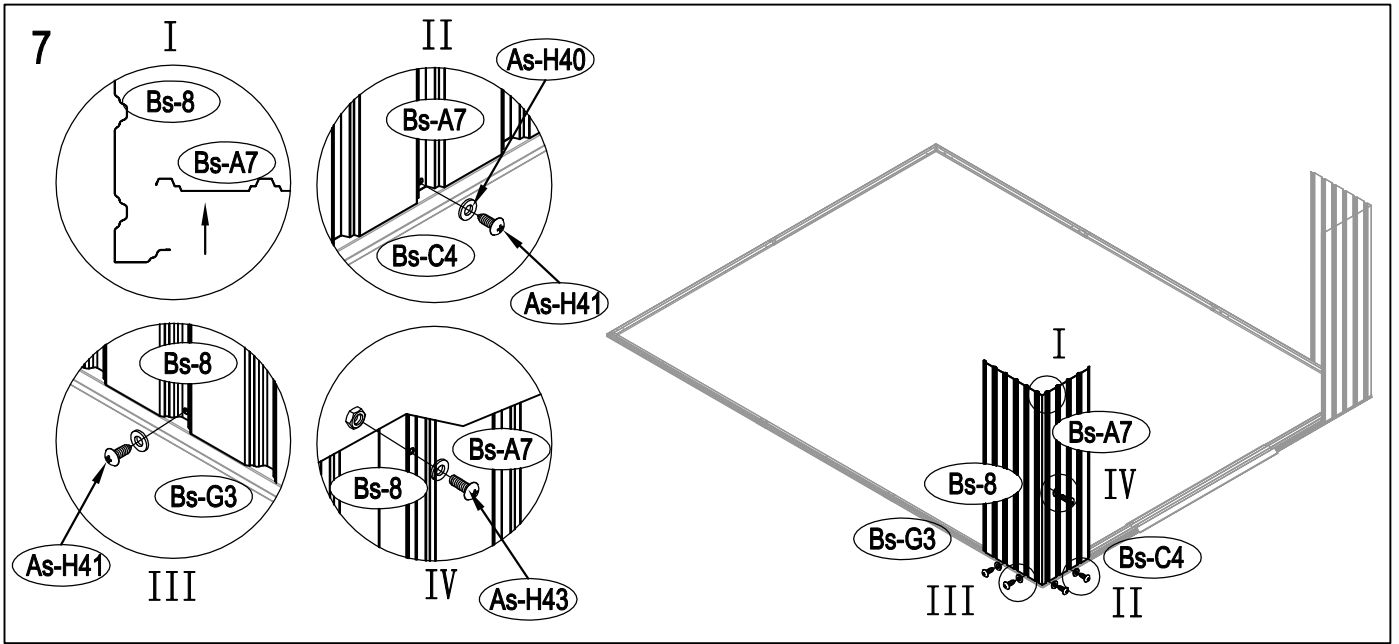 7
I
II
Bs-8
Bs-A7
Bs-A7
As-H40
Bs-C4
As-H41
Bs-8
Bs-G3
As-H41
III
Bs-A7
Bs-8
As-H43
IV
I
Bs-A7
Bs-8
IV
Bs-G3
Bs-C4
III
II